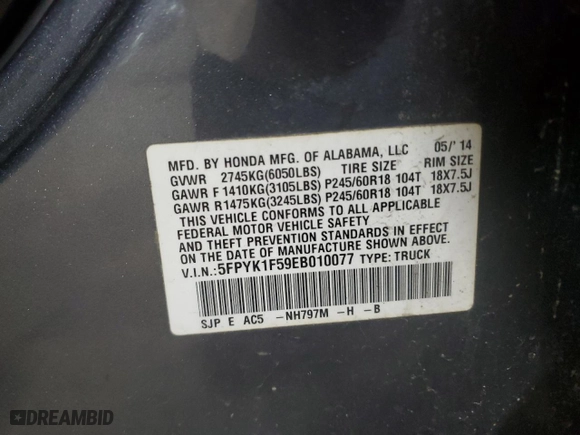 MFD. BY HONDA MFG. OF ALABAMA, LLC 05/'14
GVWR 2745KG(6050LBS) TIRE SIZE RIM SIZE
GAWR F 1410KG(3105LBS) P245/60R18 104T 18X7.5J
GAWR R1475KG(3245LBS) P245/60R18 104T 18X7.5J
THIS VEHICLE CONFORMS TO ALL APPLICABLE
FEDERAL MOTOR VEHICLE SAFETY
AND THEFT PREVENTION STANDARDS IN EFFECT
ON THE DATE OF MANUFACTURE SHOWN ABOVE.
V.I.N.:5FPYK1F59EB010077 TYPE: TRUCK
SJP E AC5 -NH797M -H -B
DREAMBID